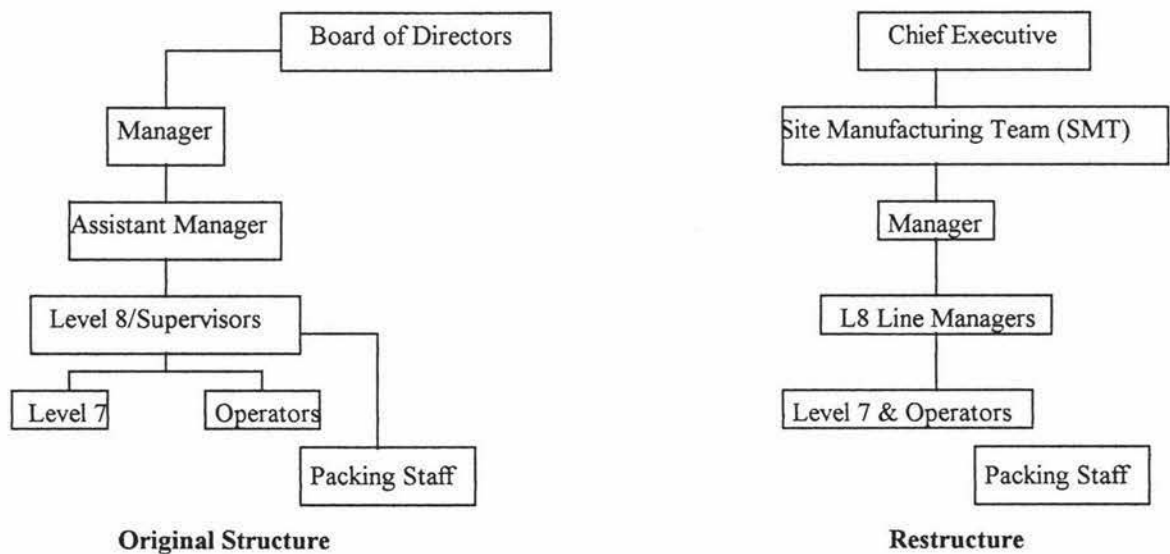 Board of Directors
Manager
Assistant Manager
Level 8/Supervisors
Level 7
Operators
Packing Staff
Original Structure
Chief Executive
Site Manufacturing Team (SMT)
Manager
L8 Line Managers
Level 7 & Operators
Packing Staff
Restructure